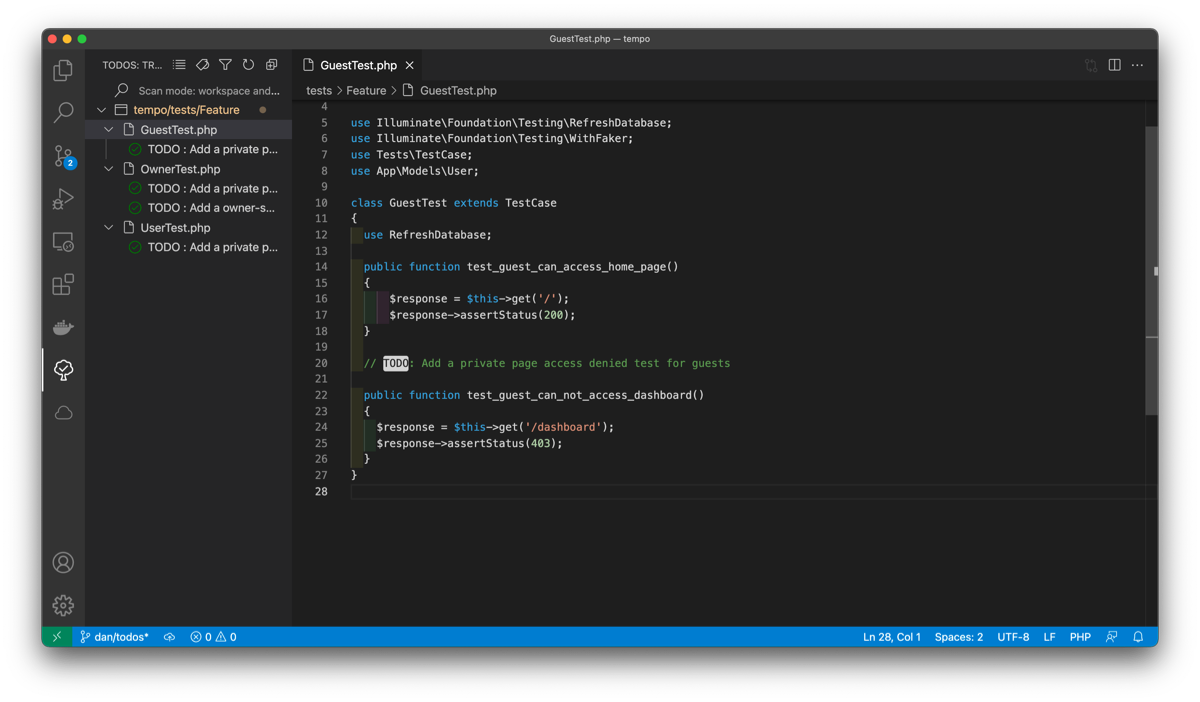 GuestTest.php — tempo
TODOS: TR...
Scan mode: workspace and...
tempo/tests/Feature
GuestTest.php
TODO : Add a private p...
OwnerTest.php
TODO : Add a private p...
TODO : Add a owner-s...
UserTest.php
TODO : Add a private p...
2
GuestTest.php
tests > Feature > GuestTest.php
4
5 use Illuminate\Foundation\Testing\RefreshDatabase;
6 use Illuminate\Foundation\Testing\WithFaker;
7 use Tests\TestCase;
8 use App\Models\User;
9
10 class GuestTest extends TestCase
11 {
12 use RefreshDatabase;
13
14 public function test_guest_can_access_home_page()
15 {
16 $response = $this->get('/');
17 $response->assertStatus(200);
18 }
19
20 // TODO: Add a private page access denied test for guests
21
22 public function test_guest_can_not_access_dashboard()
23 {
24 $response = $this->get('/dashboard');
25 $response->assertStatus(403);
26 }
27 }
28
dan/todos* 0 0 Ln 28, Col 1 Spaces: 2 UTF-8 LF PHP